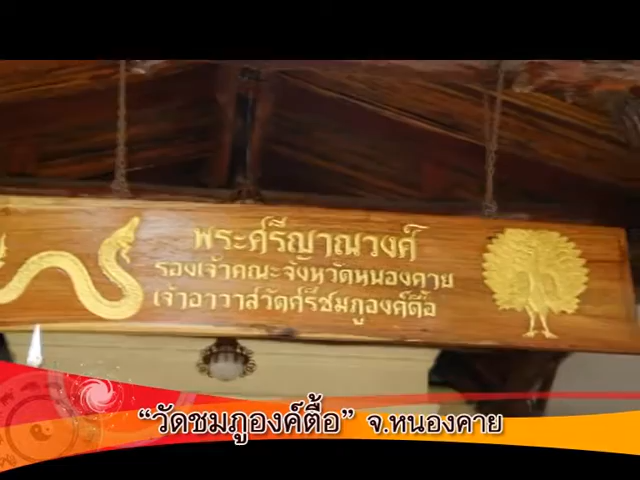 พระศรีญาณวงศ์
รองเจ้าคณะจังหวัดหนองคาย
เจ้าอาวาสวัดศรีชมภูองค์ตื้อ
“วัดชมภูองค์ตื้อ” จ.หนองคาย